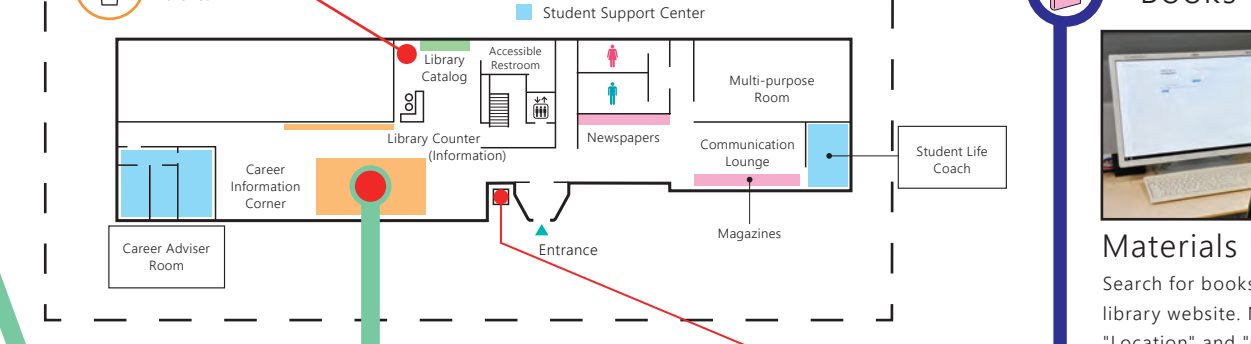 Student Support Center
Library
Catalog
Accessible
Restroom
Multi-purpose
Room
Library Counter
(Information)
Newspapers
Communication
Lounge
Student Life
Coach
Career
Information
Corner
Magazines
Career Adviser
Room
Entrance
Materials
Search for books
library website.
"Location" and "